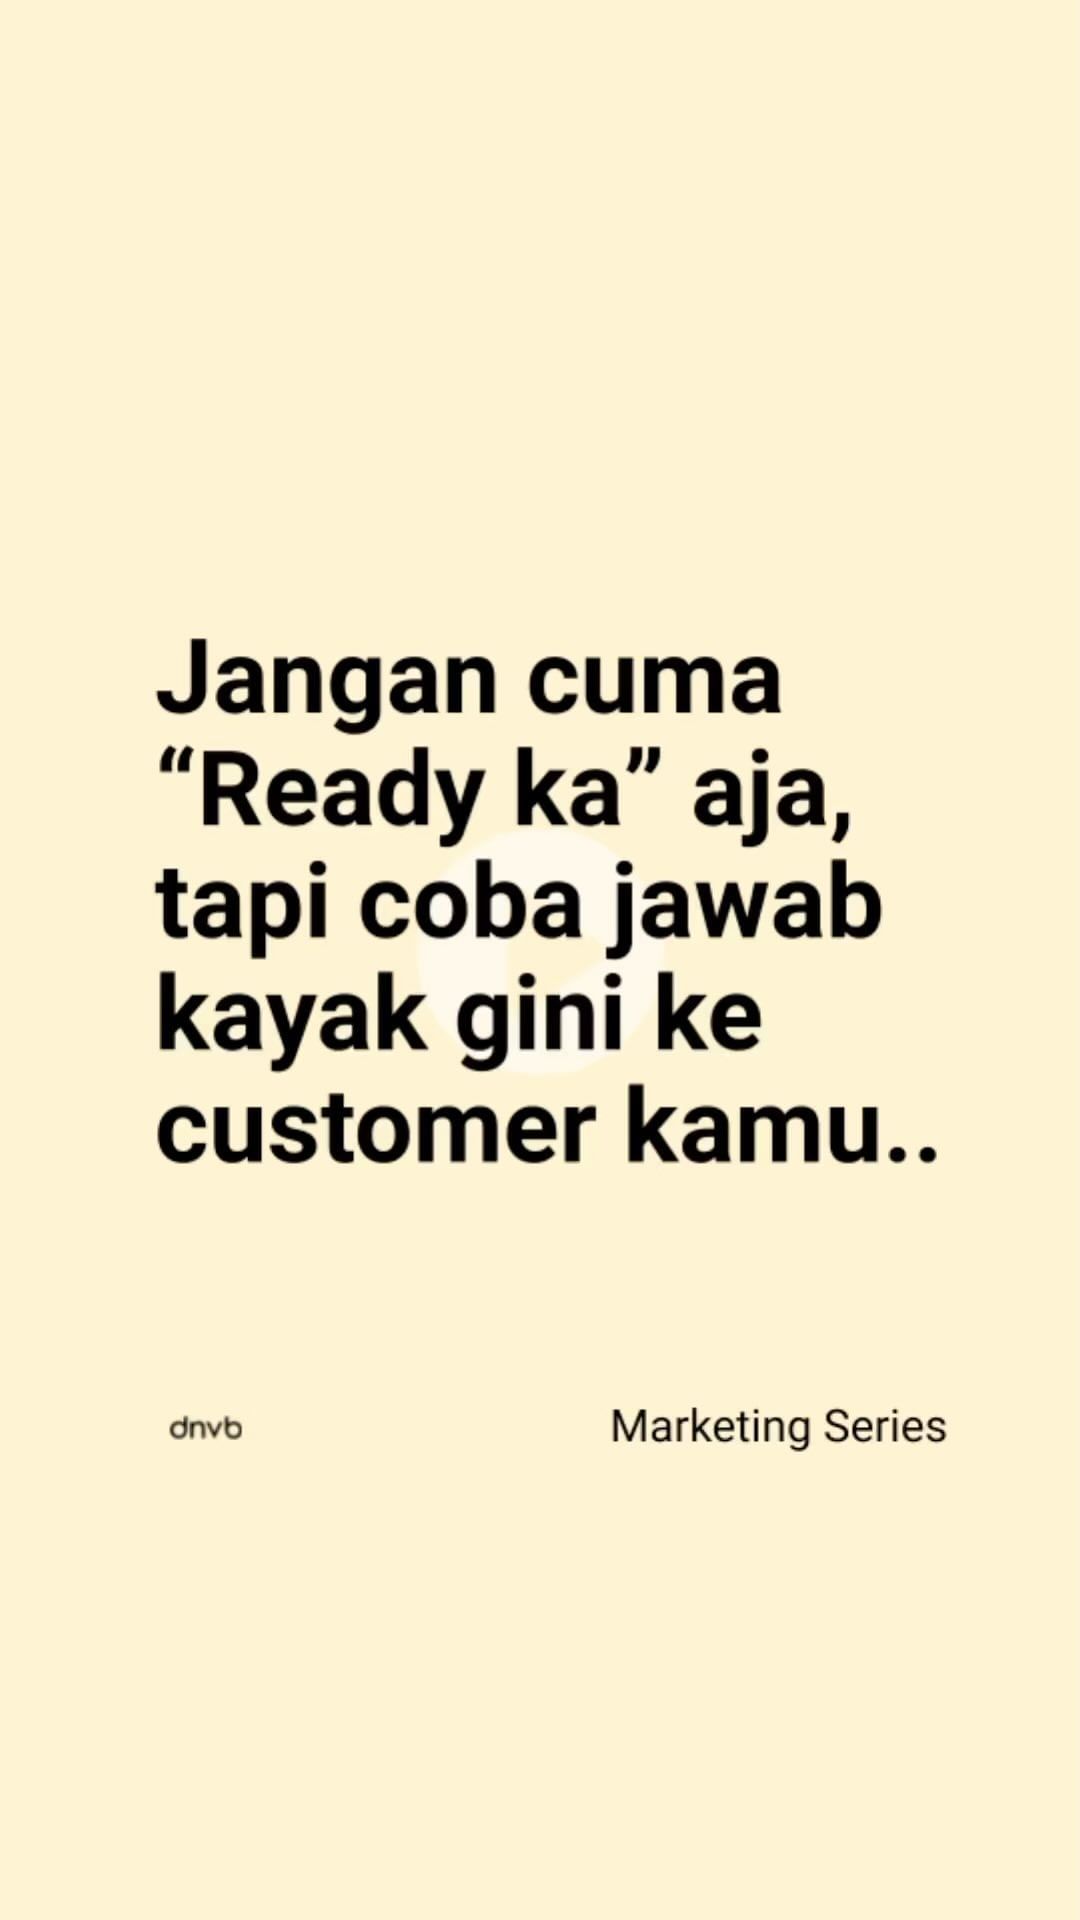 Jangan cuma
“Ready ka” aja,
tapi coba jawab
kayak gini ke
customer kamu..
dnvb
Marketing Series